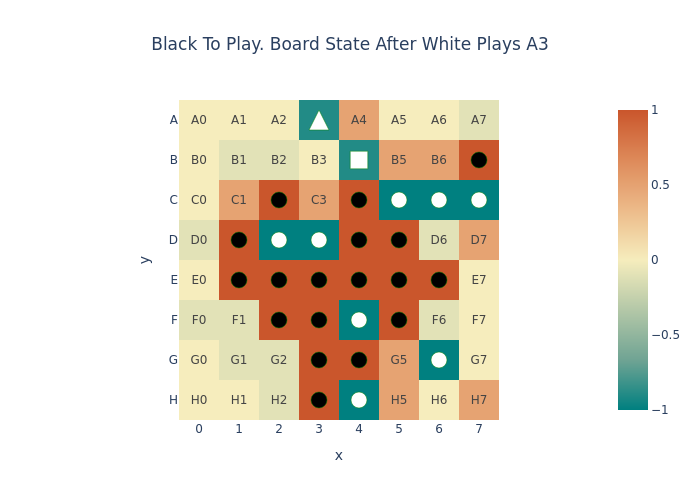 Black To Play. Board State After White Plays A3
A A0 A1 A2 A4 A5 A6 A7
B B0 B1 B2 B3 B5 B6
C C0 C1 C3
D D0 D6 D7
E E0 E7
F F0 F1 F6 F7
G G0 G1 G2 G5 G7
H H0 H1 H2 H5 H6 H7
0 1 2 3 4 5 6 7
x
y
1
0.5
0
−0.5
−1